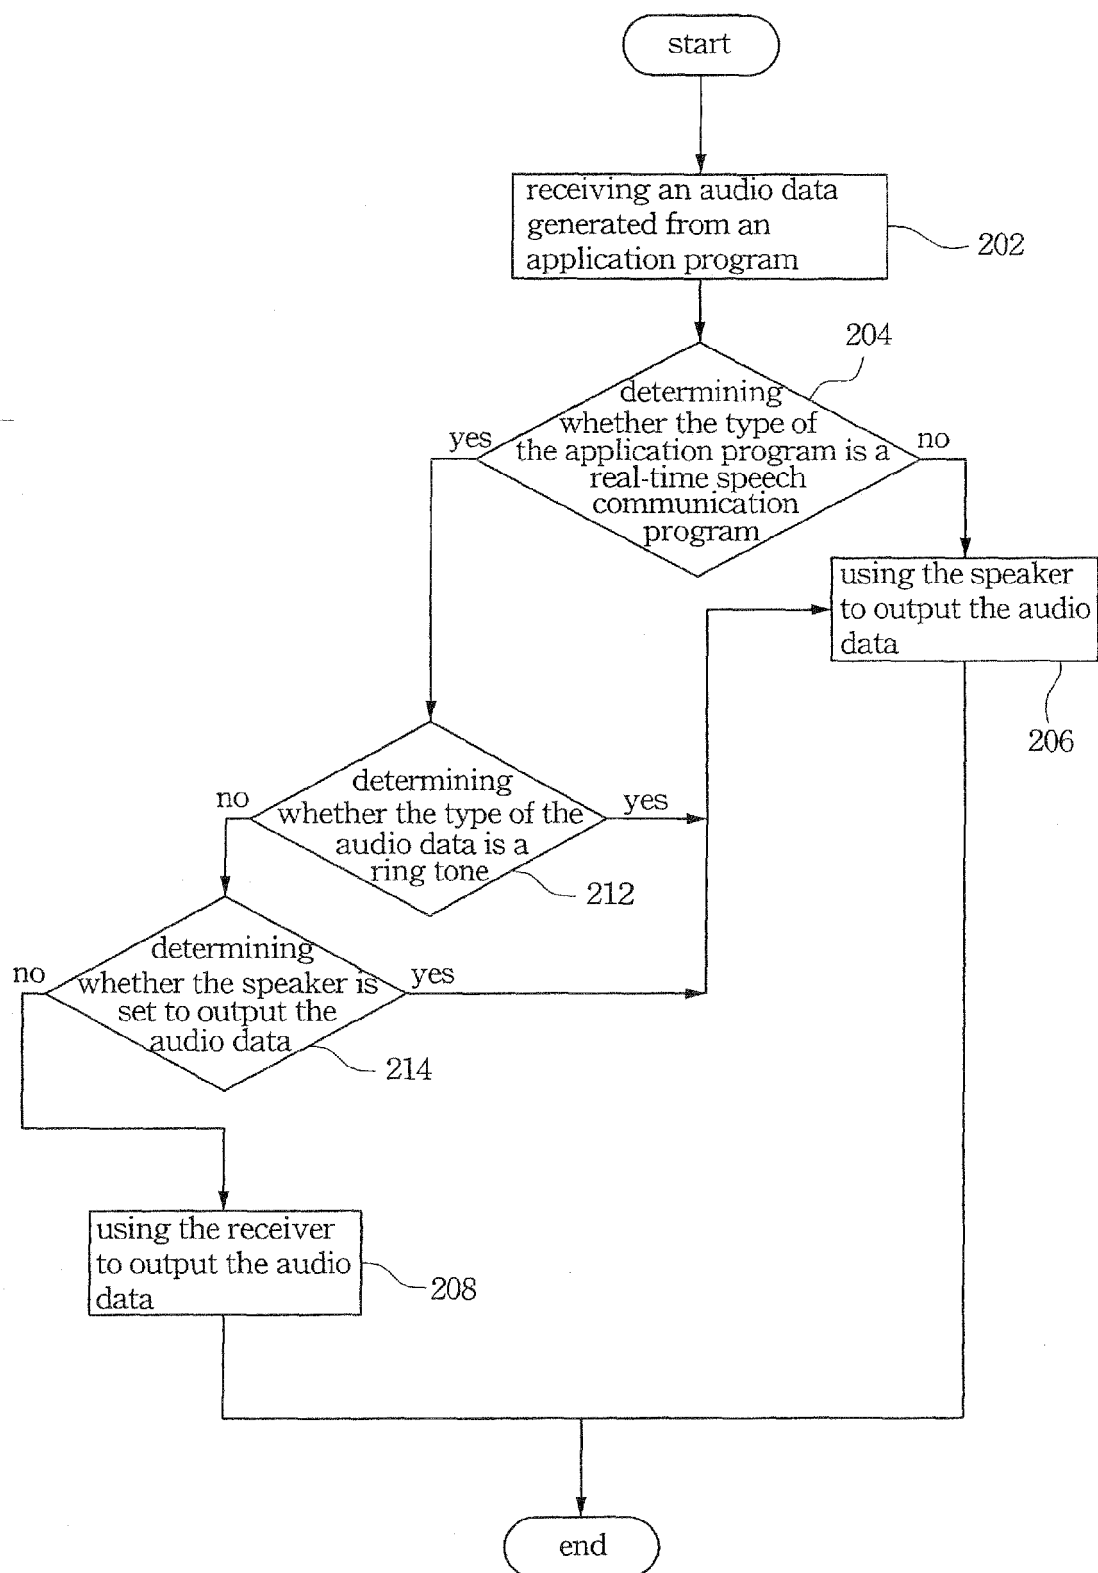 start
receiving an audio data
generated from an
application program
202
204
determining
whether the type of
the application program is a
real-time speech
communication
program
yes
no
using the speaker
to output the audio
data
206
determining
whether the type of the
audio data is a
ring tone
no
yes
212
determining
whether the speaker is
set to output the
audio data
no
yes
214
using the receiver
to output the audio
data
208
end